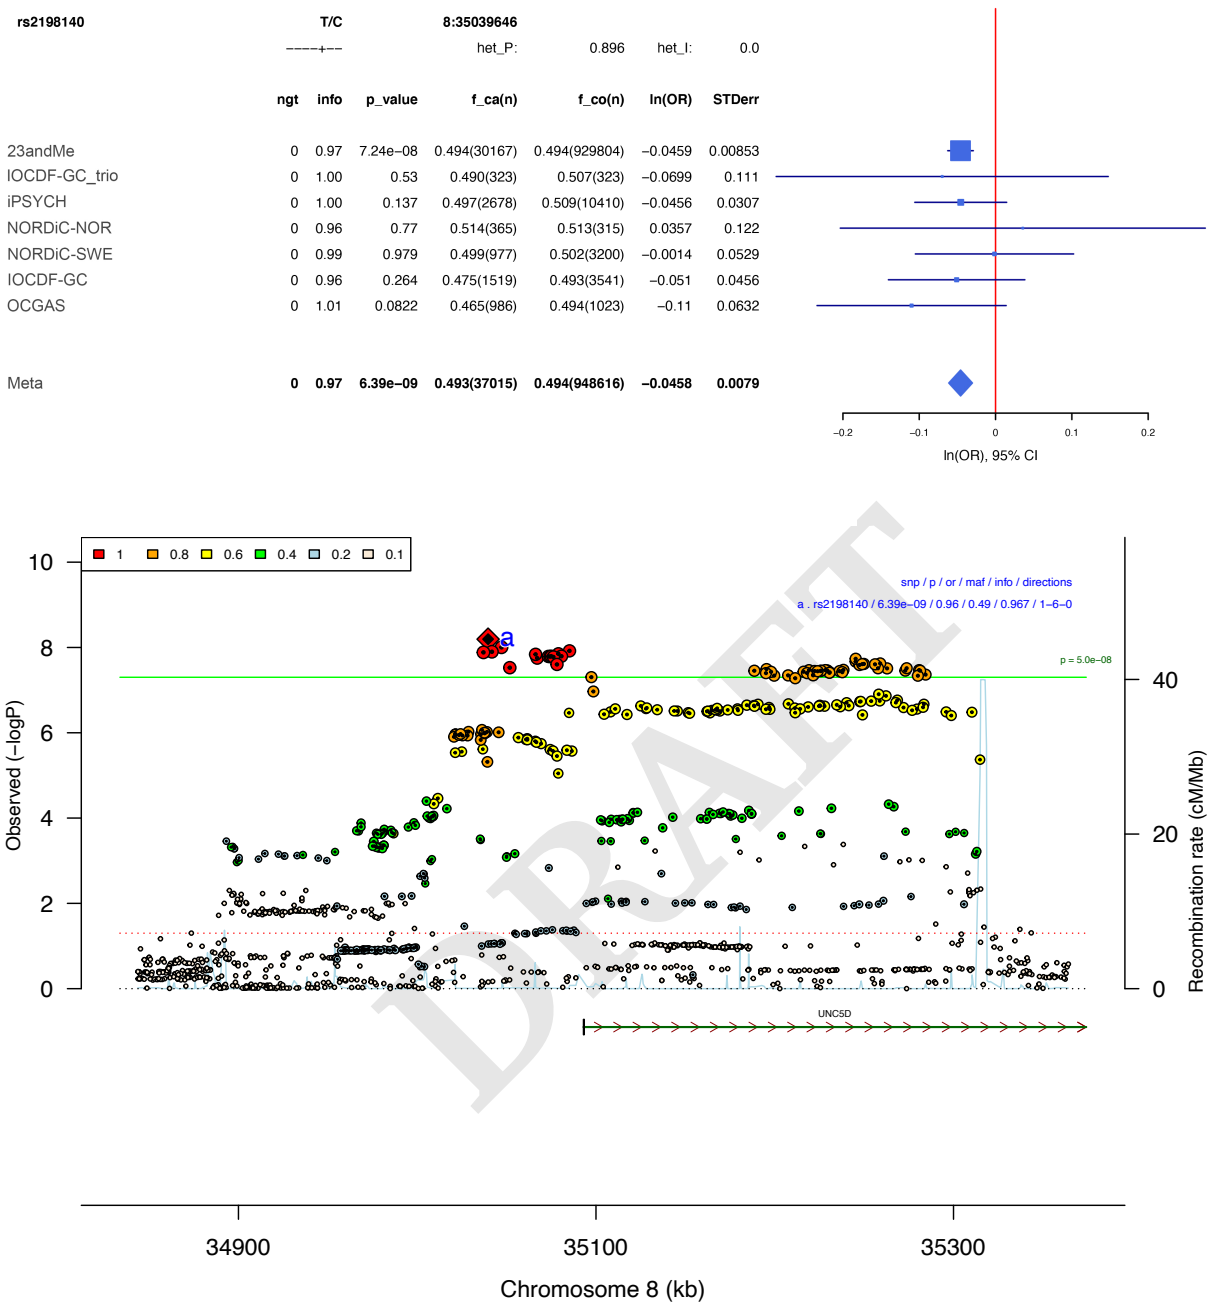 rs2198140 T/C 8:35039646
−−−−+−− het_P: 0.896 het_I: 0.0
ngt info p_value f_ca(n) f_co(n) ln(OR) STDerr
23andMe 0 0.97 7.24e−08 0.494(30167) 0.494(929804) −0.0459 0.00853
IOCDF-GC_trio 0 1.00 0.53 0.490(323) 0.507(323) −0.0699 0.111
iPSYCH 0 1.00 0.137 0.497(2678) 0.509(10410) −0.0456 0.0307
NORDiC-NOR 0 0.96 0.77 0.514(365) 0.513(315) 0.0357 0.122
NORDiC-SWE 0 0.99 0.979 0.499(977) 0.502(3200) −0.0014 0.0529
IOCDF-GC 0 0.96 0.264 0.475(1519) 0.493(3541) −0.051 0.0456
OCGAS 0 1.01 0.0822 0.465(986) 0.494(1023) −0.11 0.0632
Meta 0 0.97 6.39e−09 0.493(37015) 0.494(948616) −0.0458 0.0079
−0.2 −0.1 0 0.1 0.2
ln(OR), 95% CI
1 0.8 0.6 0.4 0.2 0.1
snp / p / or / maf / info / directions
a . rs2198140 / 6.39e−09 / 0.96 / 0.49 / 0.967 / 1−6−0
a
p = 5.0e−08
10
8
6
4
2
0
Observed (−logP)
40
20
0
Recombination rate (cM/Mb)
DRAFT
UNC5D
34900 35100 35300
Chromosome 8 (kb)